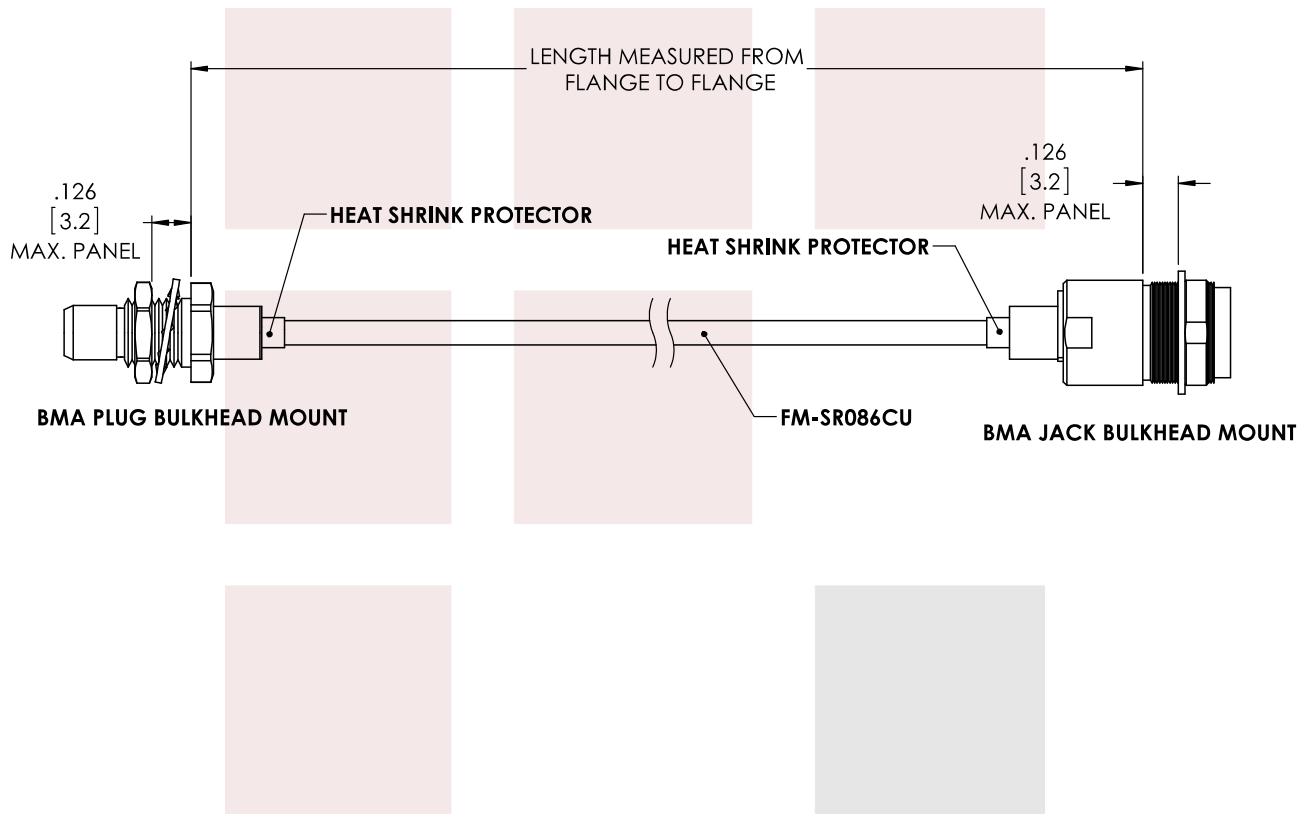 LENGTH MEASURED FROM
FLANGE TO FLANGE
.126
[3.2]
MAX. PANEL
.126
[3.2]
MAX. PANEL
HEAT SHRINK PROTECTOR
HEAT SHRINK PROTECTOR
BMA PLUG BULKHEAD MOUNT
FM-SR086CU
BMA JACK BULKHEAD MOUNT